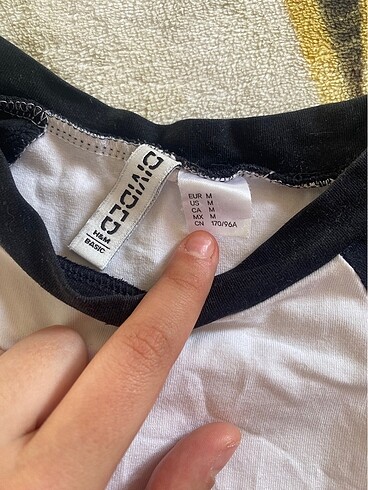 DIVIDED
H&M
BASIC
EUR M
US M
CA M
MX M
CN 170/96A